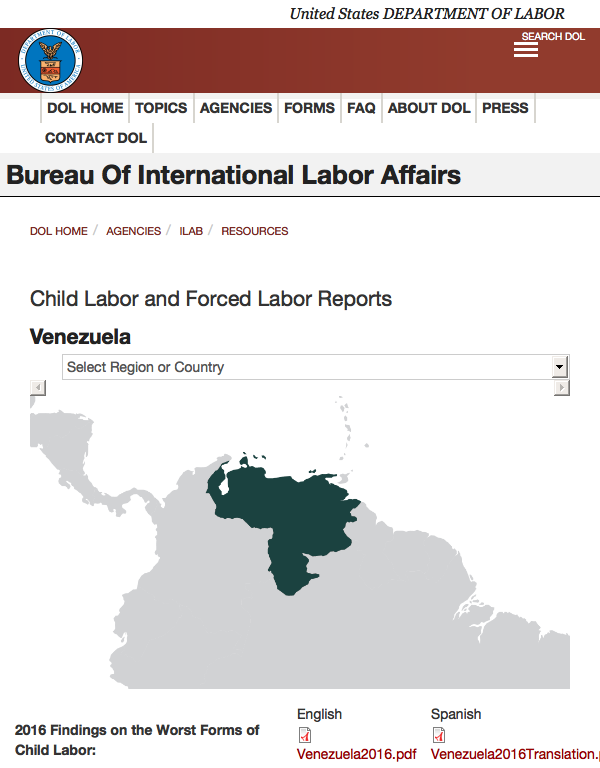 United States DEPARTMENT OF LABOR
SEARCH DOL
DOL HOME TOPICS AGENCIES FORMS FAQ ABOUT DOL PRESS
CONTACT DOL
Bureau Of International Labor Affairs
DOL HOME / AGENCIES / ILAB / RESOURCES
Child Labor and Forced Labor Reports
Venezuela
Select Region or Country
English Spanish
2016 Findings on the Worst Forms of
Child Labor:
Venezuela2016.pdf Venezuela2016Translation.p